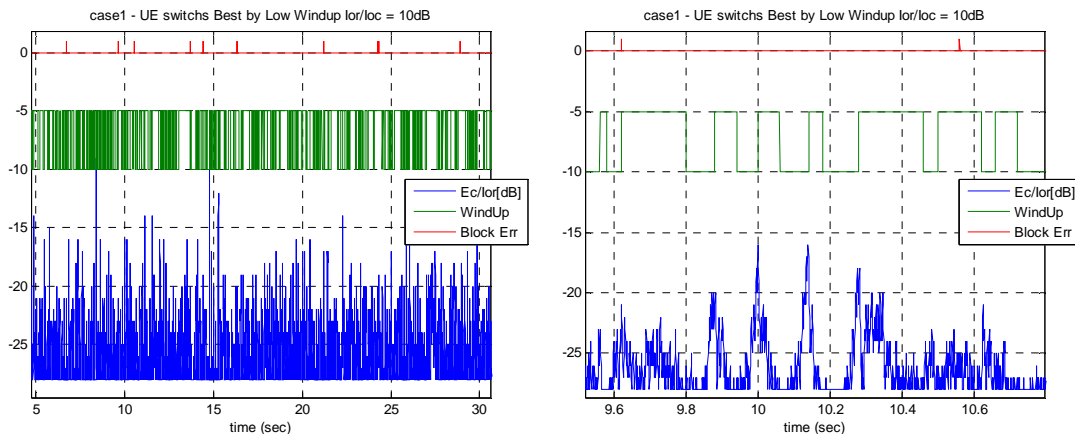 case1 - UE switchs Best by Low Windup Ior/Ioc = 10dB
0
-5
-10
-15
-20
-25
5
10
15
20
25
30
time (sec)
Ec/Ior[dB]
WindUp
Block Err
case1 - UE switchs Best by Low Windup Ior/Ioc = 10dB
0
-5
-10
-15
-20
-25
9.6
9.8
10
10.2
10.4
10.6
time (sec)
Ec/Ior[dB]
WindUp
Block Err